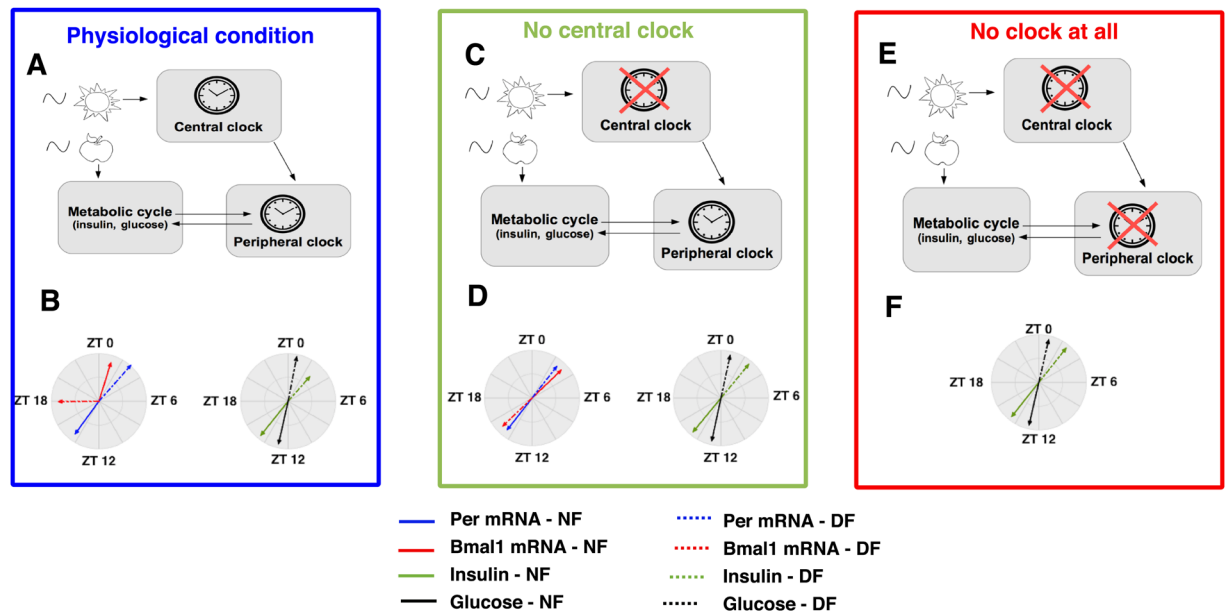 Physiological condition
A
Central clock
Metabolic cycle
(insulin, glucose)
Peripheral clock
B
ZT 0
ZT 18
ZT 6
ZT 12
ZT 0
ZT 18
ZT 6
ZT 12
No central clock
C
Central clock
Metabolic cycle
(insulin, glucose)
Peripheral clock
D
ZT 0
ZT 18
ZT 6
ZT 12
ZT 0
ZT 18
ZT 6
ZT 12
No clock at all
E
Central clock
Metabolic cycle
(insulin, glucose)
Peripheral clock
F
ZT 0
ZT 18
ZT 6
ZT 12
Per mRNA - NF
Bmal1 mRNA - NF
Insulin - NF
Glucose - NF
Per mRNA - DF
Bmal1 mRNA - DF
Insulin - DF
Glucose - DF